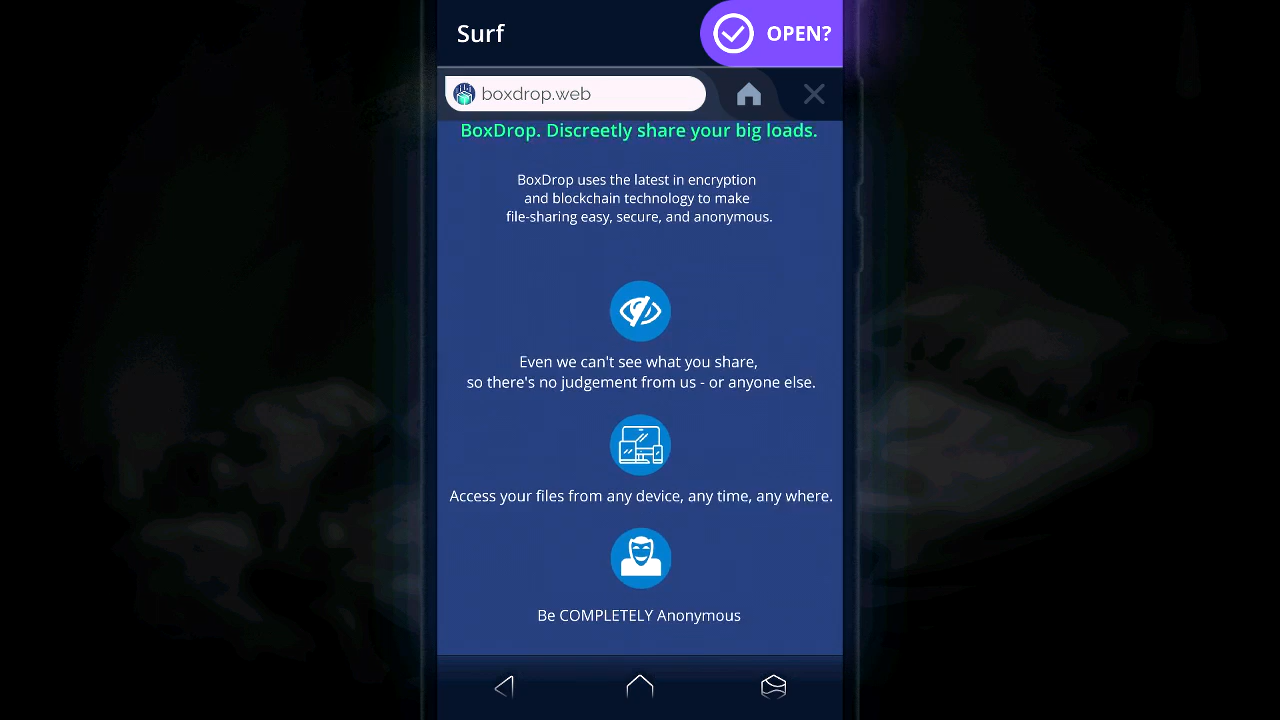 Surf
OPEN?
boxdrop.web
BoxDrop. Discreetly share your big loads.
BoxDrop uses the latest in encryption
and blockchain technology to make
file-sharing easy, secure, and anonymous.
Even we can't see what you share,
so there's no judgement from us - or anyone else.
Access your files from any device, any time, any where.
Be COMPLETELY Anonymous